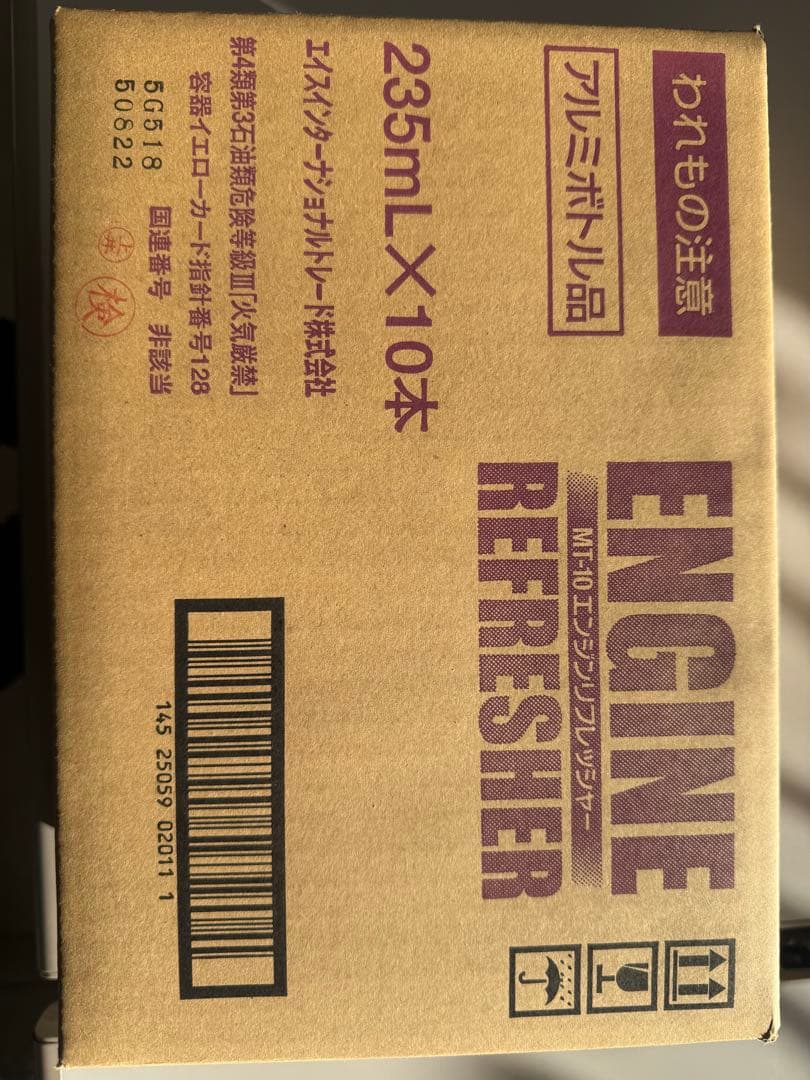 われもの注意
アルミボトル品
235mL×10本
エイスインターナショナルトレード株式会社
第4類第3石油類危険等級Ⅲ「火気厳禁」
容器イエローカード指針番号128
国連番号 非該当
5G518
50822
検
ENGINE
MT-10エンジンリフレッシャー
REFRESHER
145 25059 02011 1